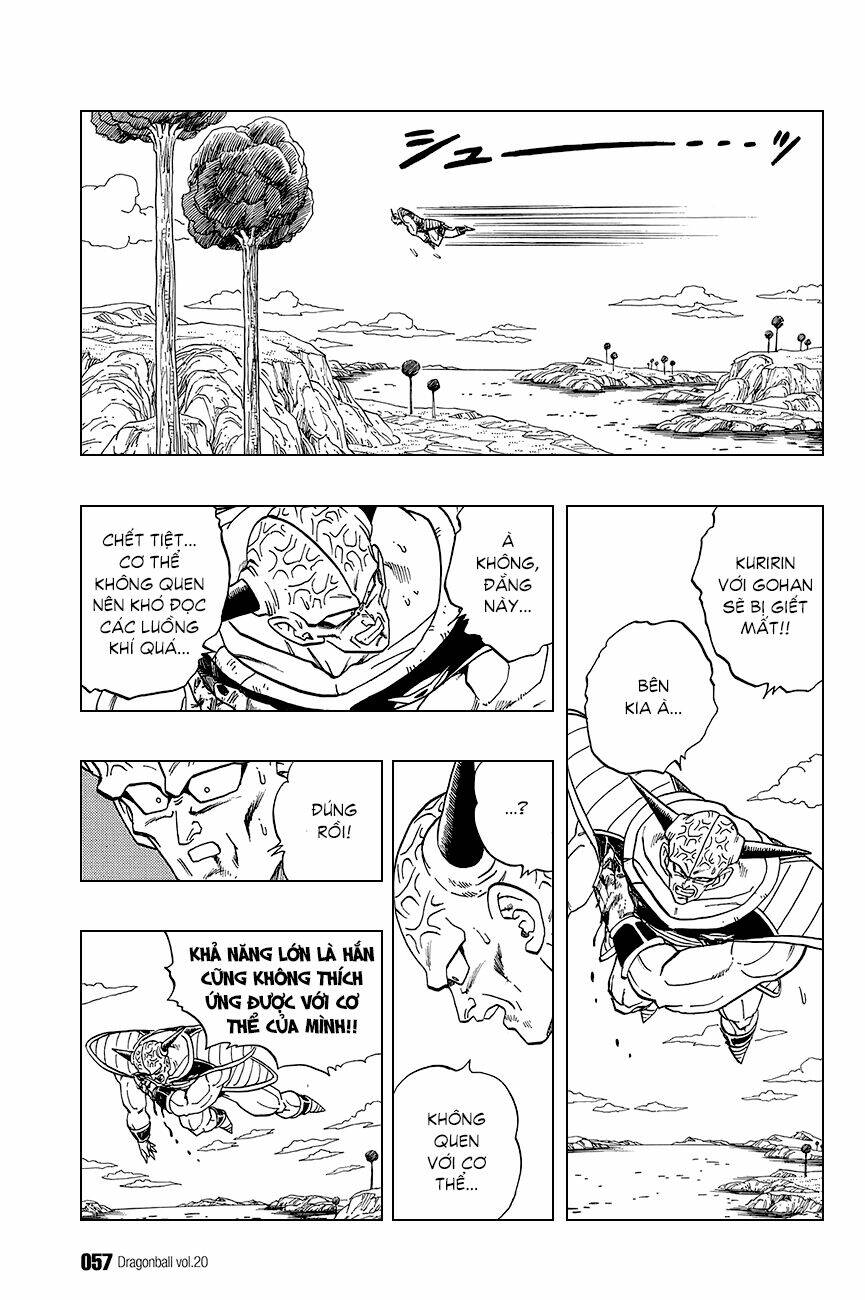 シュー---ッ
KURIRIN
VỚI GOHAN
SẼ BỊ GIẾT
MẤT!!
BÊN
KIA À...
À
KHÔNG,
ĐẰNG
NÀY...
CHẾT TIỆT...
CƠ THỂ
KHÔNG QUEN
NÊN KHÓ ĐỌC
CÁC LUỒNG
KHÍ QUÁ...
...?
KHÔNG
QUEN
VỚI CƠ
THỂ...
ĐÚNG
RỒI!
KHẢ NĂNG LỚN LÀ HẮN
CŨNG KHÔNG THÍCH
ỨNG ĐƯỢC VỚI CƠ
THỂ CỦA MÌNH!!
057 Dragonball vol.20